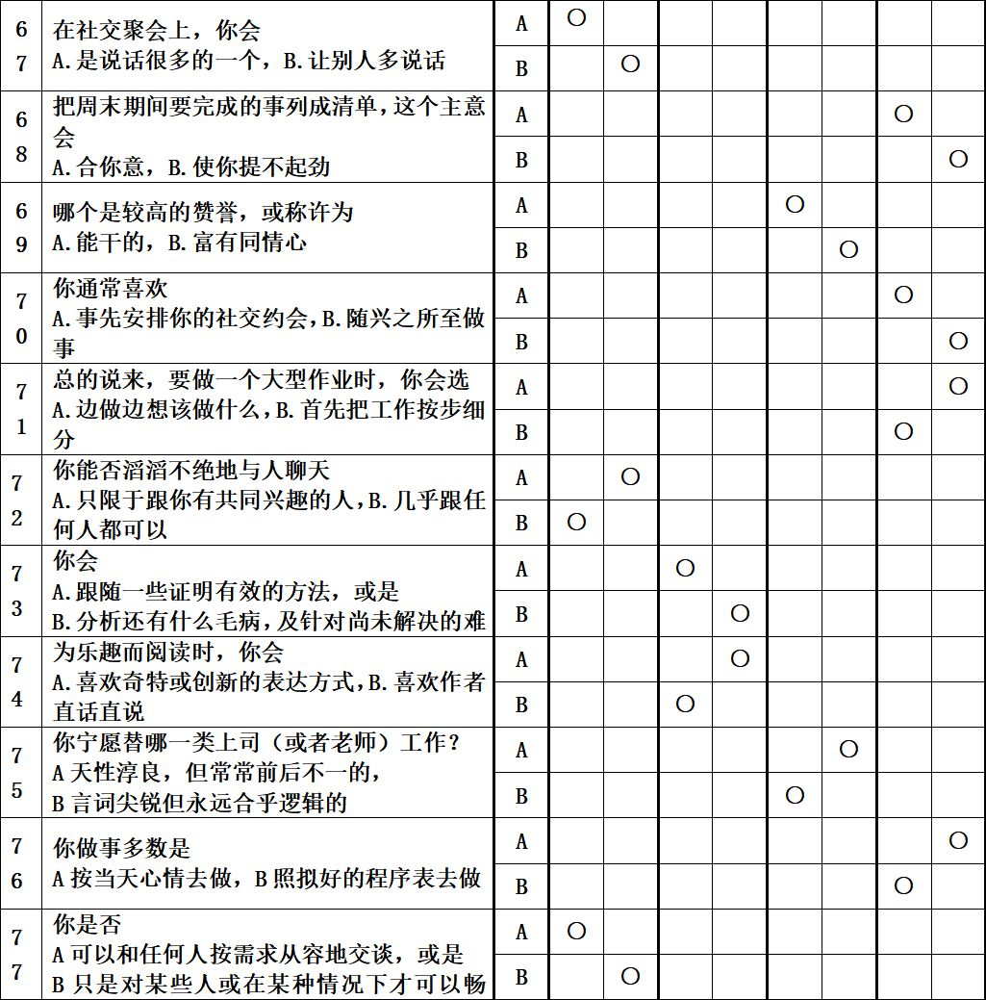 67
在社交聚会上，你会
A.是说话很多的一个，B.让别人多说话
A ○
B ○
68
把周末期间要完成的事列成清单，这个主意
会
A.合你意，B.使你提不起劲
A ○
B ○
69
哪个是较高的赞誉，或称许为
A.能干的，B.富有同情心
A ○
B ○
70
你通常喜欢
A.事先安排你的社交约会，B.随兴之所至做
事
A ○
B ○
71
总的说来，要做一个大型作业时，你会选
A.边做边想该做什么，B.首先把工作按步细
分
A ○
B ○
72
你能否滔滔不绝地与人聊天
A.只限于跟你有共同兴趣的人，B.几乎跟任
何人都可以
A ○
B ○
73
你会
A.跟随一些证明有效的方法，或是
B.分析还有什么毛病，及针对尚未解决的难
A ○
B ○
74
为乐趣而阅读时，你会
A.喜欢奇特或创新的表达方式，B.喜欢作者
直话直说
A ○
B ○
75
你宁愿替哪一类上司（或者老师）工作？
A 天性淳良，但常常前后不一的，
B 言词尖锐但永远合乎逻辑的
A ○
B ○
76
你做事多数是
A 按当天心情去做，B 照拟好的程序表去做
A ○
B ○
77
你是否
A 可以和任何人按需求从容地交谈，或是
B 只是对某些人或在某种情况下才可以畅
A ○
B ○